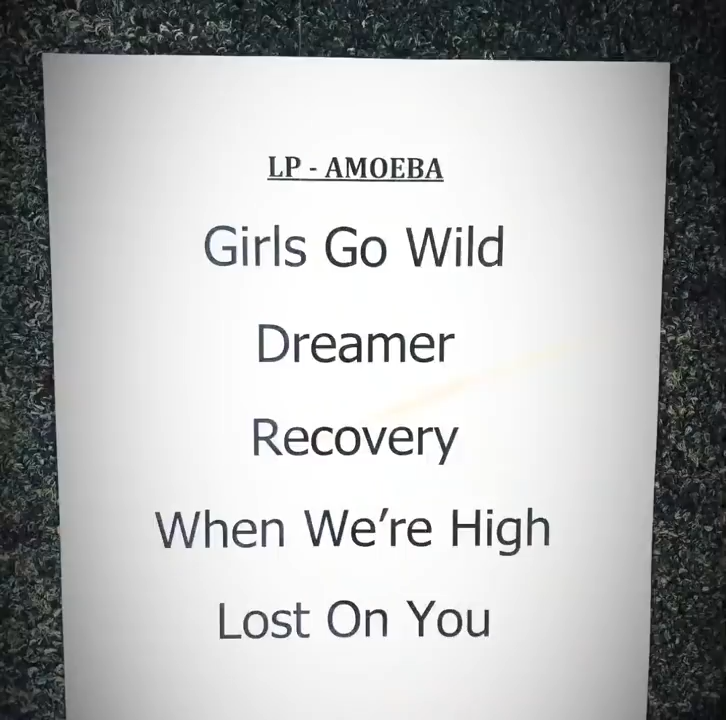 LP - AMOEBA
Girls Go Wild
Dreamer
Recovery
When We’re High
Lost On You